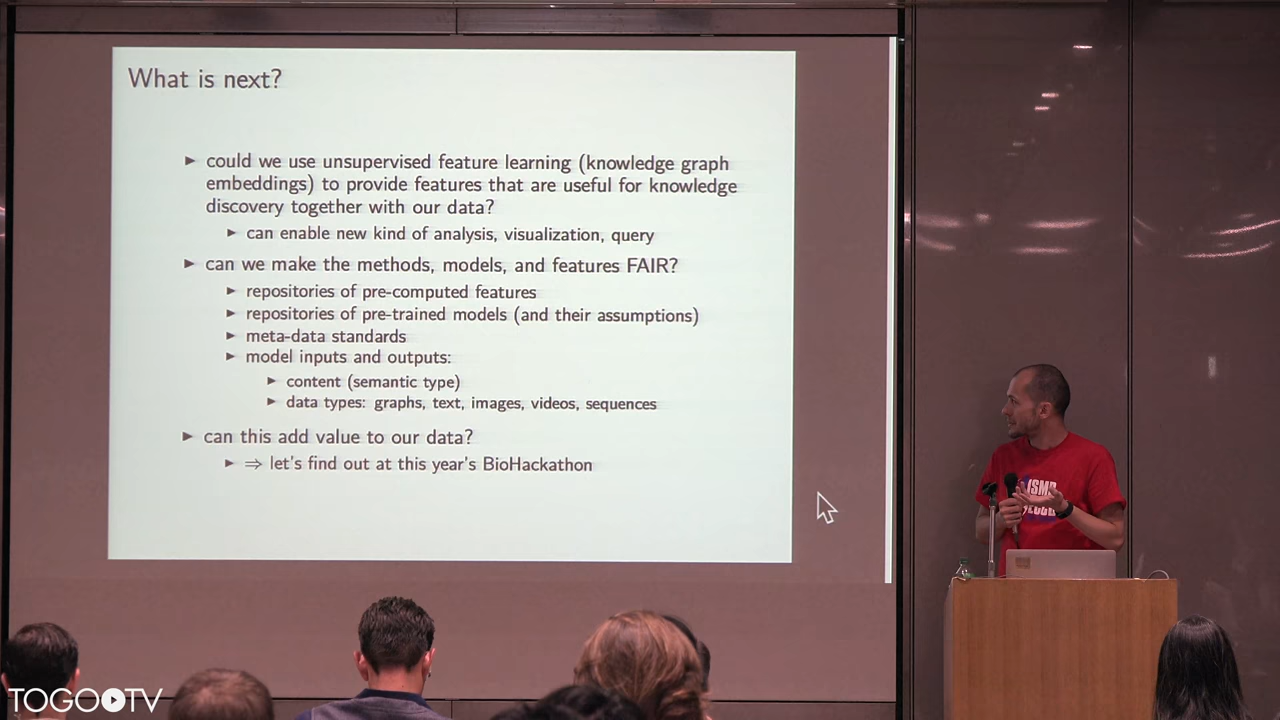 What is next?
could we use unsupervised feature learning (knowledge graph
embeddings) to provide features that are useful for knowledge
discovery together with our data?
can enable new kind of analysis, visualization, query
can we make the methods, models, and features FAIR?
repositories of pre-computed features
repositories of pre-trained models (and their assumptions)
meta-data standards
model inputs and outputs:
content (semantic type)
data types: graphs, text, images, videos, sequences
can this add value to our data?
⇒ let's find out at this year's BioHackathon
ISMB
TOGOTV